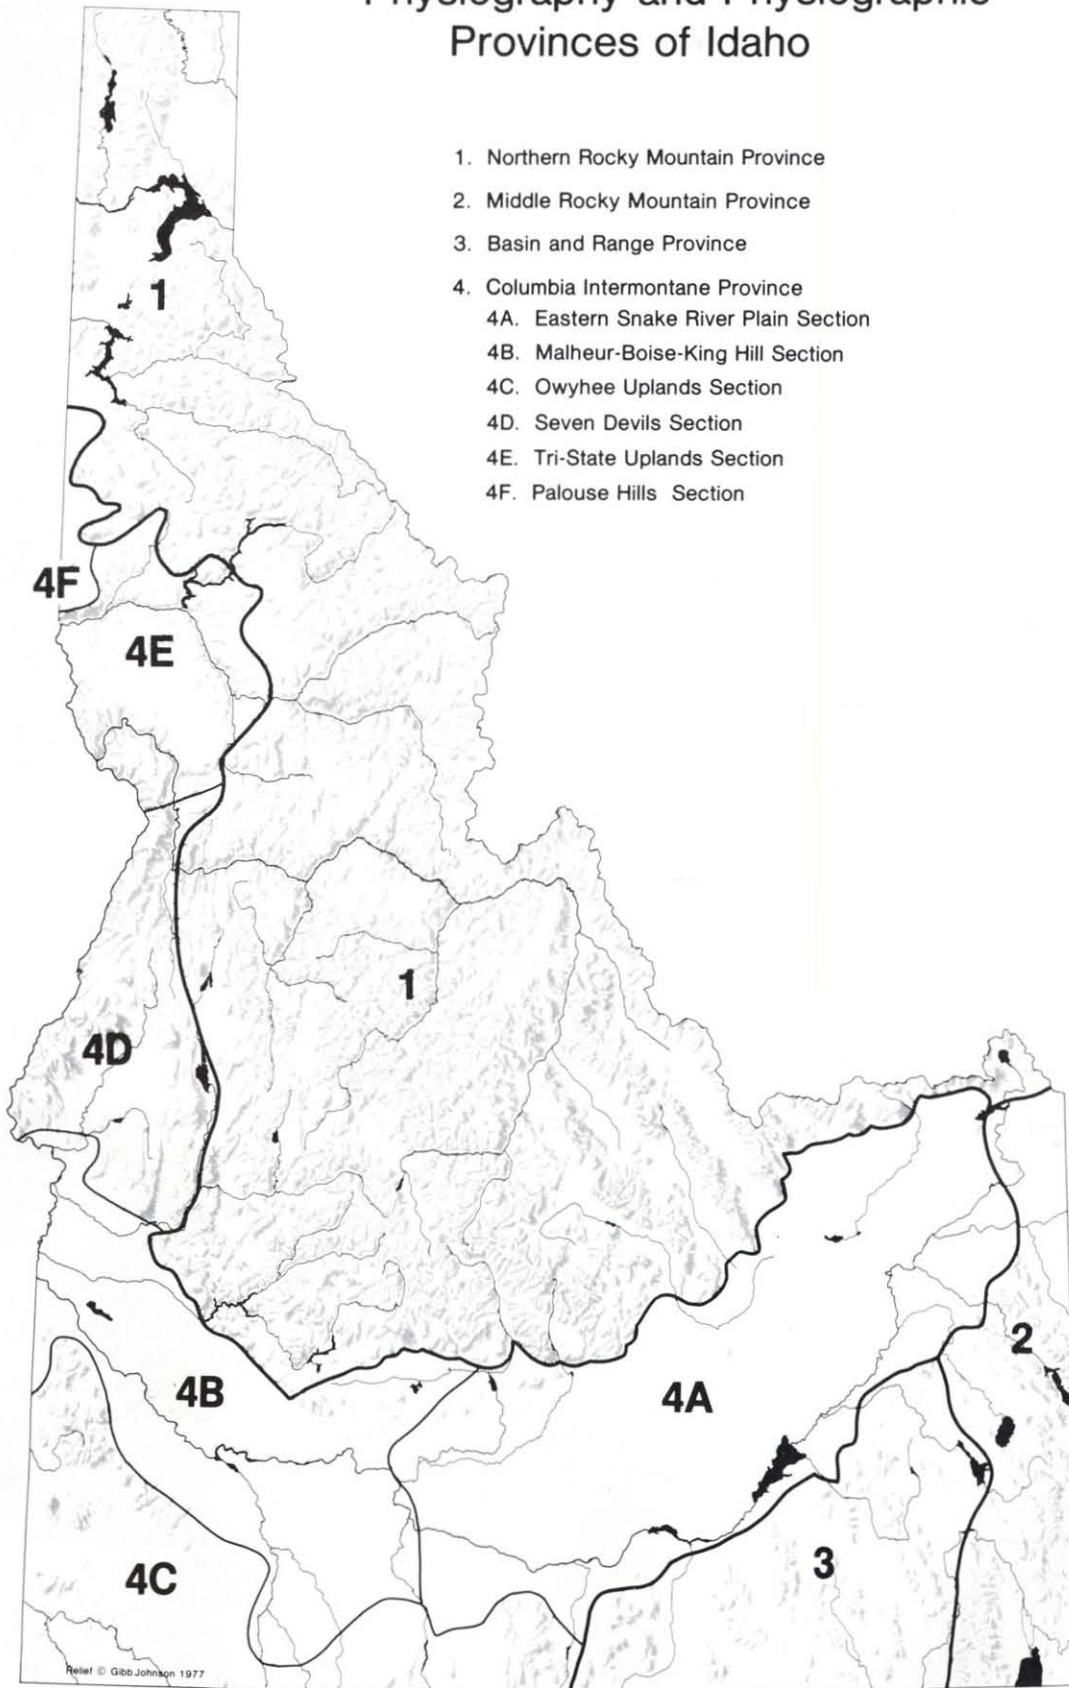 Physiography and Physiographic
Provinces of Idaho
1. Northern Rocky Mountain Province
2. Middle Rocky Mountain Province
3. Basin and Range Province
4. Columbia Intermontane Province
4A. Eastern Snake River Plain Section
4B. Malheur-Boise-King Hill Section
4C. Owyhee Uplands Section
4D. Seven Devils Section
4E. Tri-State Uplands Section
4F. Palouse Hills Section
1
4F
4E
1
4D
2
4B
4A
3
4C
Relief © Gibb Johnson 1977